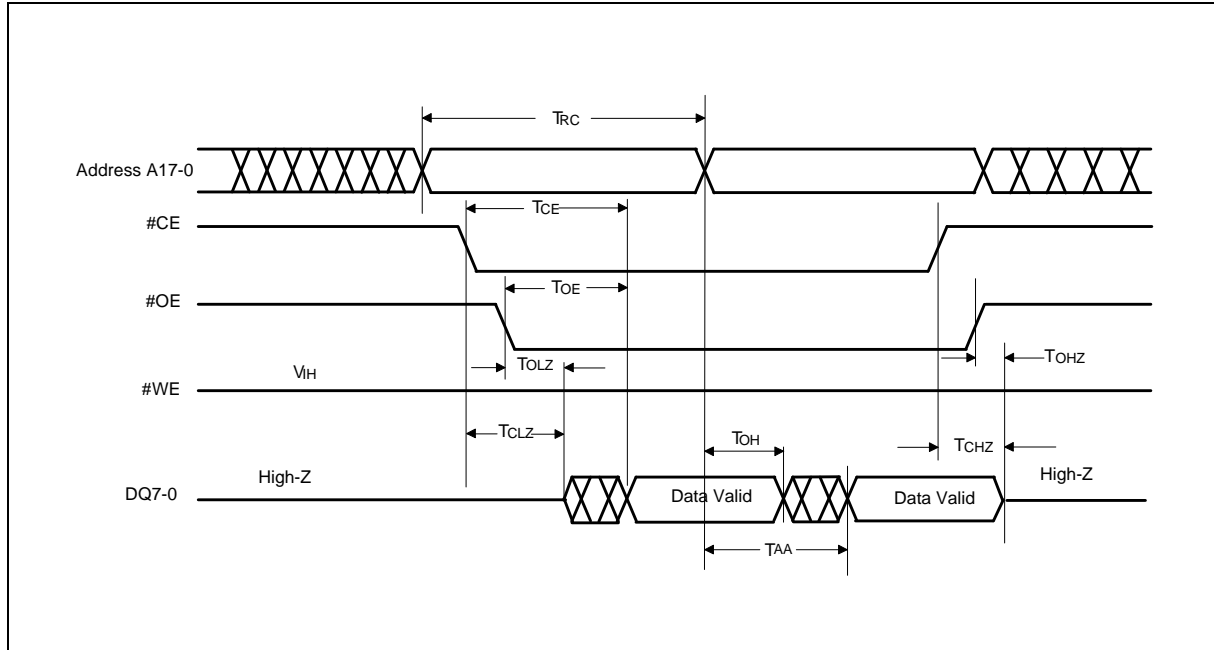 TRC
Address A17-0
TCE
#CE
TOE
#OE
TOLZ
TOHZ
VIH
#WE
TCLZ
TOH
TCHZ
High-Z
High-Z
DQ7-0
Data Valid
Data Valid
TAA